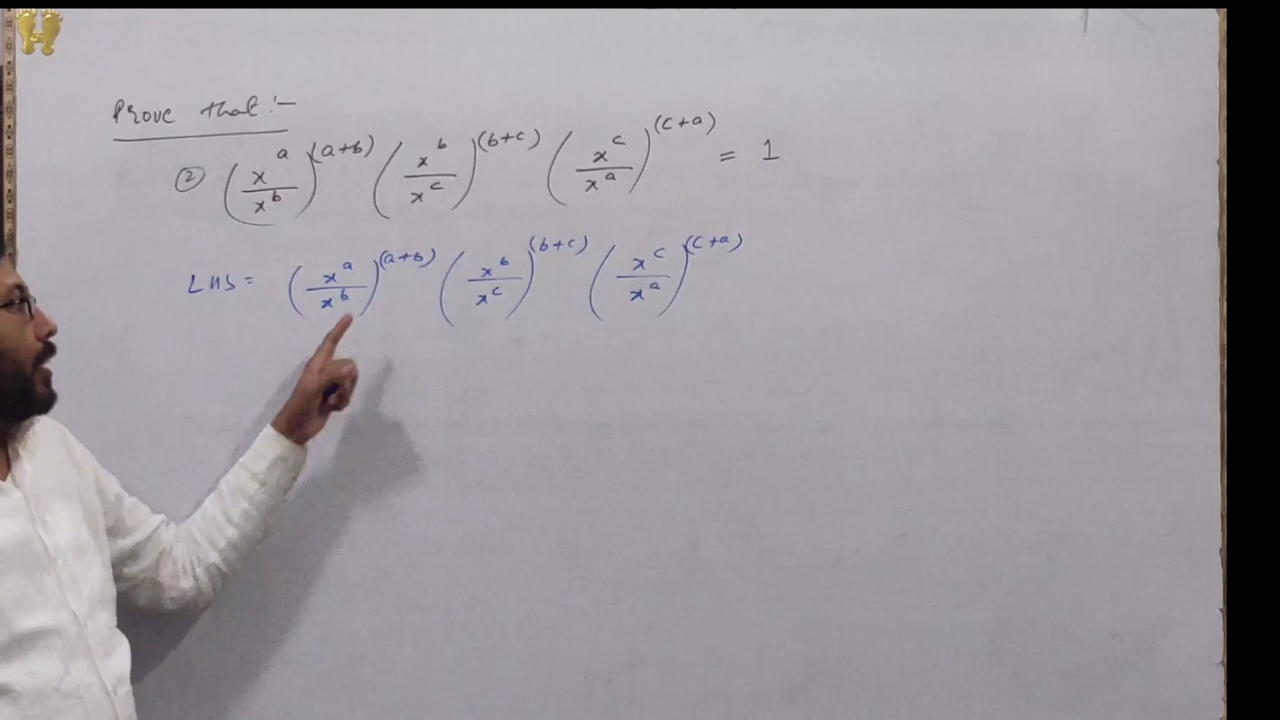 Prove that :-
② (x^a/x^b)^(a+b) (x^b/x^c)^(b+c) (x^c/x^a)^(c+a) = 1
LHS = (x^a/x^b)^(a+b) (x^b/x^c)^(b+c) (x^c/x^a)^(c+a)